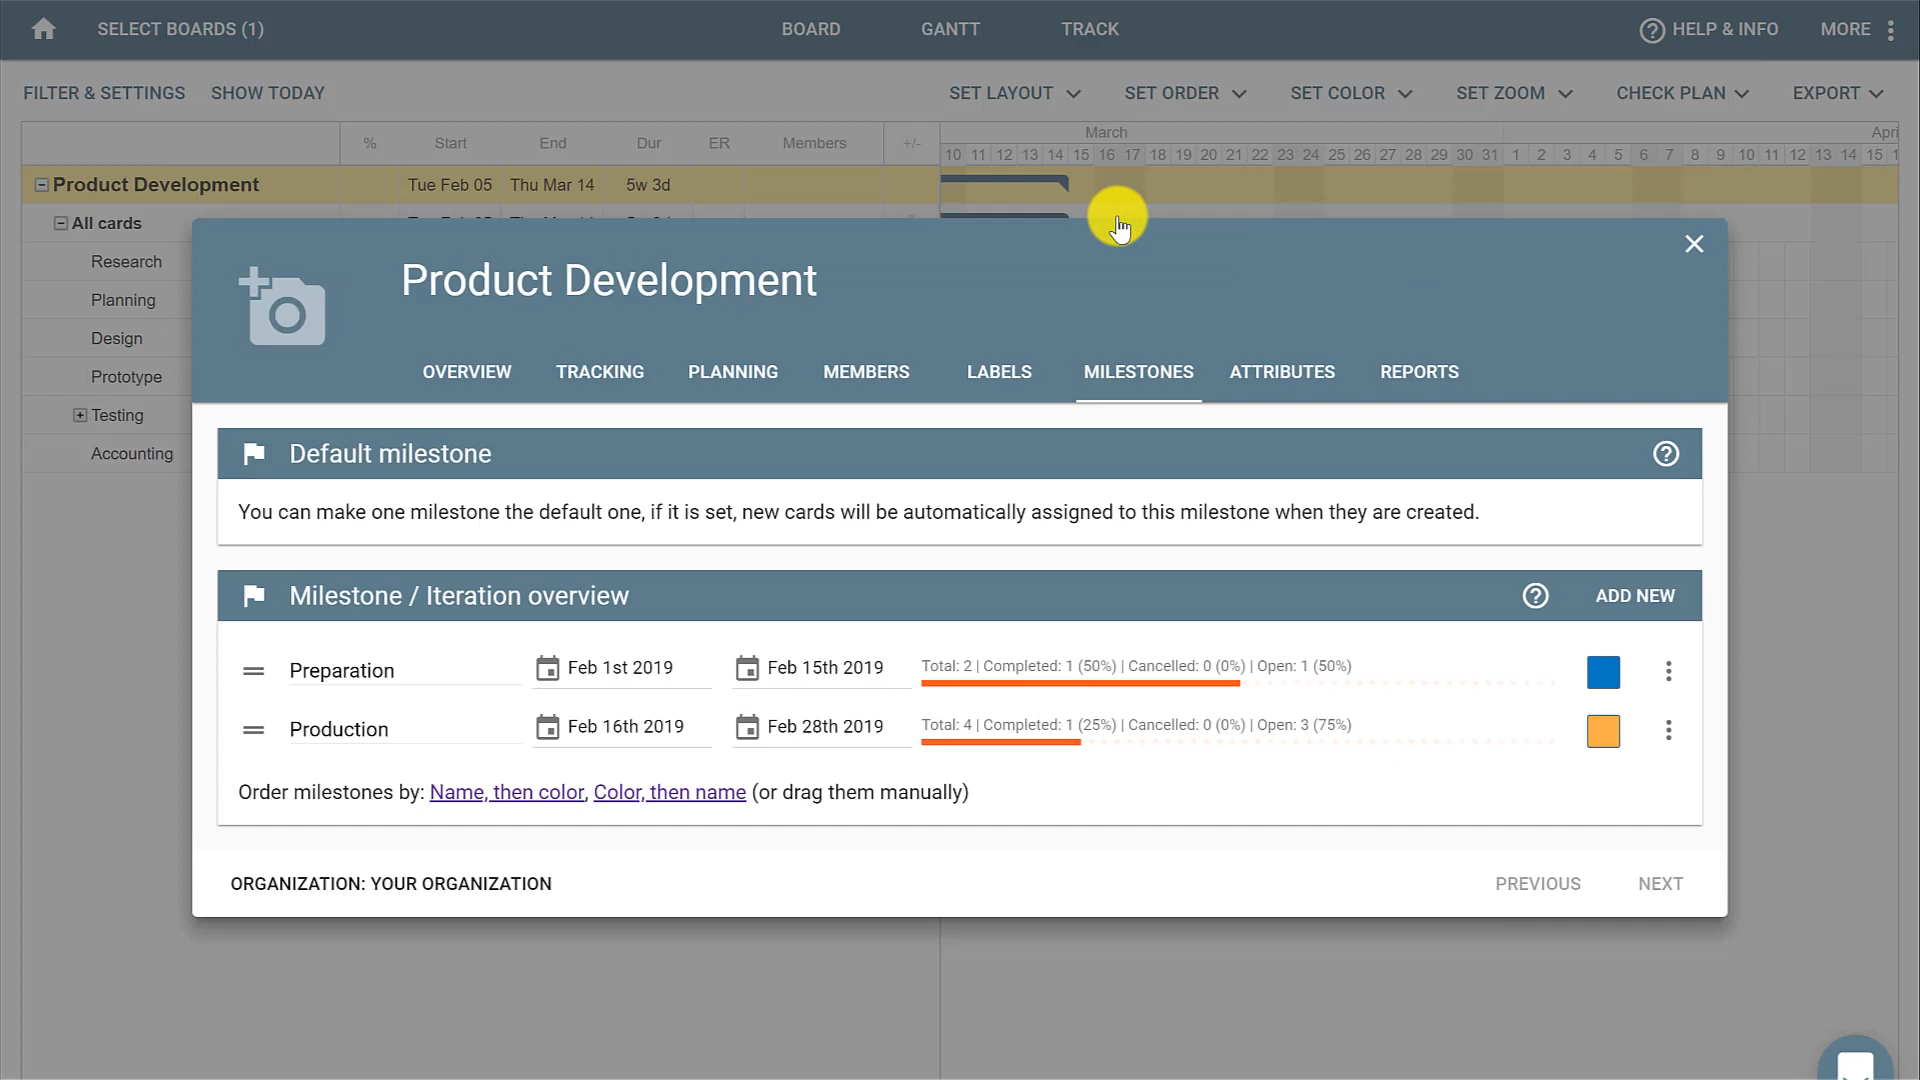 SELECT BOARDS (1) BOARD GANTT TRACK HELP & INFO MORE
FILTER & SETTINGS SHOW TODAY SET LAYOUT SET ORDER SET COLOR SET ZOOM CHECK PLAN EXPORT
% Start End Dur ER Members +/-
March
10 11 12 13 14 15 16 17 18 19 20 21 22 23 24 25 26 27 28 29 30 31 1 2 3 4 5 6 7 8 9 10 11 12 13 14 15
Product Development Tue Feb 05 Thu Mar 14 5w 3d
All cards
Research
Planning
Design
Prototype
Testing
Accounting
Product Development
OVERVIEW TRACKING PLANNING MEMBERS LABELS MILESTONES ATTRIBUTES REPORTS
Default milestone
You can make one milestone the default one, if it is set, new cards will be automatically assigned to this milestone when they are created.
Milestone / Iteration overview ADD NEW
Preparation Feb 1st 2019 Feb 15th 2019 Total: 2 | Completed: 1 (50%) | Cancelled: 0 (0%) | Open: 1 (50%)
Production Feb 16th 2019 Feb 28th 2019 Total: 4 | Completed: 1 (25%) | Cancelled: 0 (0%) | Open: 3 (75%)
Order milestones by: Name, then color, Color, then name (or drag them manually)
ORGANIZATION: YOUR ORGANIZATION PREVIOUS NEXT